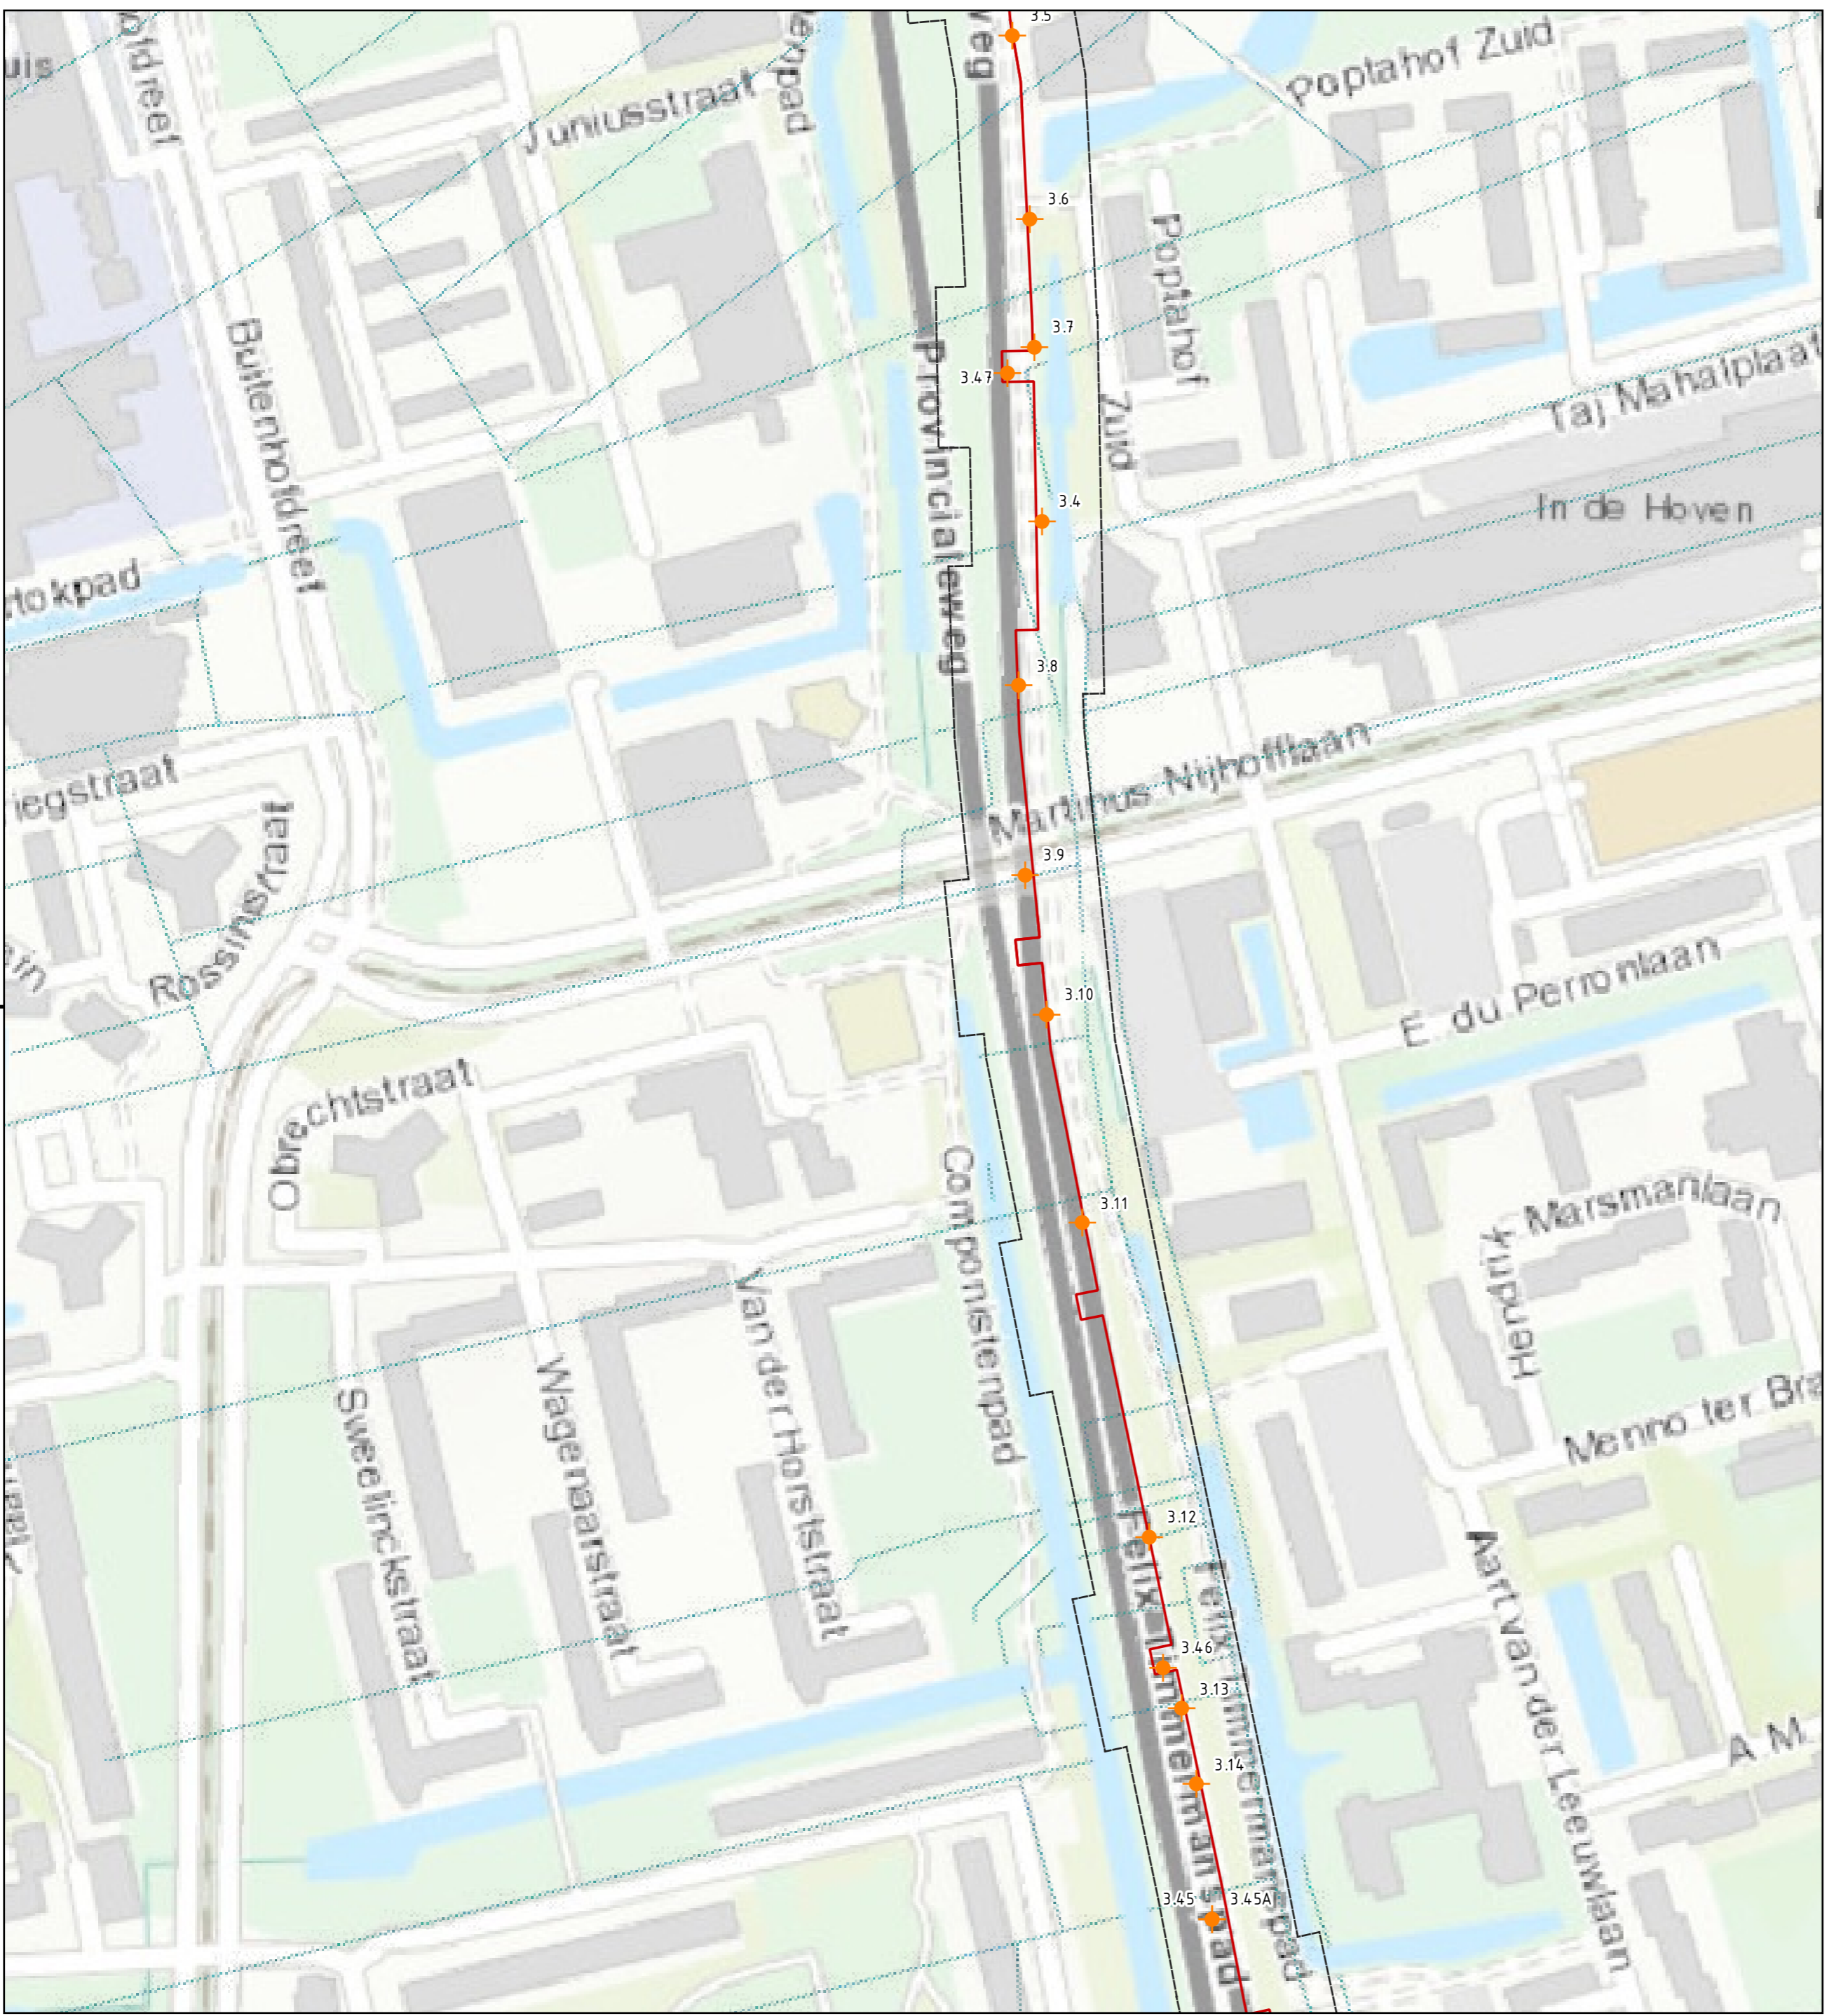 3.5
weg
uis
Poptahof Zuid
Juniusstraat
3.6
Poptahof
3.7
3.47
Provincialeweg
Buitenhofdreef
Taj Mahalplaat
Zuid
3.4
In de Hoven
3.8
Martinus Nijhofflaan
3.9
Rossinistraat
3.10
E. du Perronlaan
Obrechtstraat
Componistenpad
3.11
Marsmanlaan
Hendrik
Van der Horststraat
Wagenaarstraat
Sweelinckstraat
Menno ter Bra
3.12
Felix Timmermanspad
Felix Timmermanspad
Aart van der Leeuwlaan
3.46
3.13
3.14
A M.
3.45
3.45A